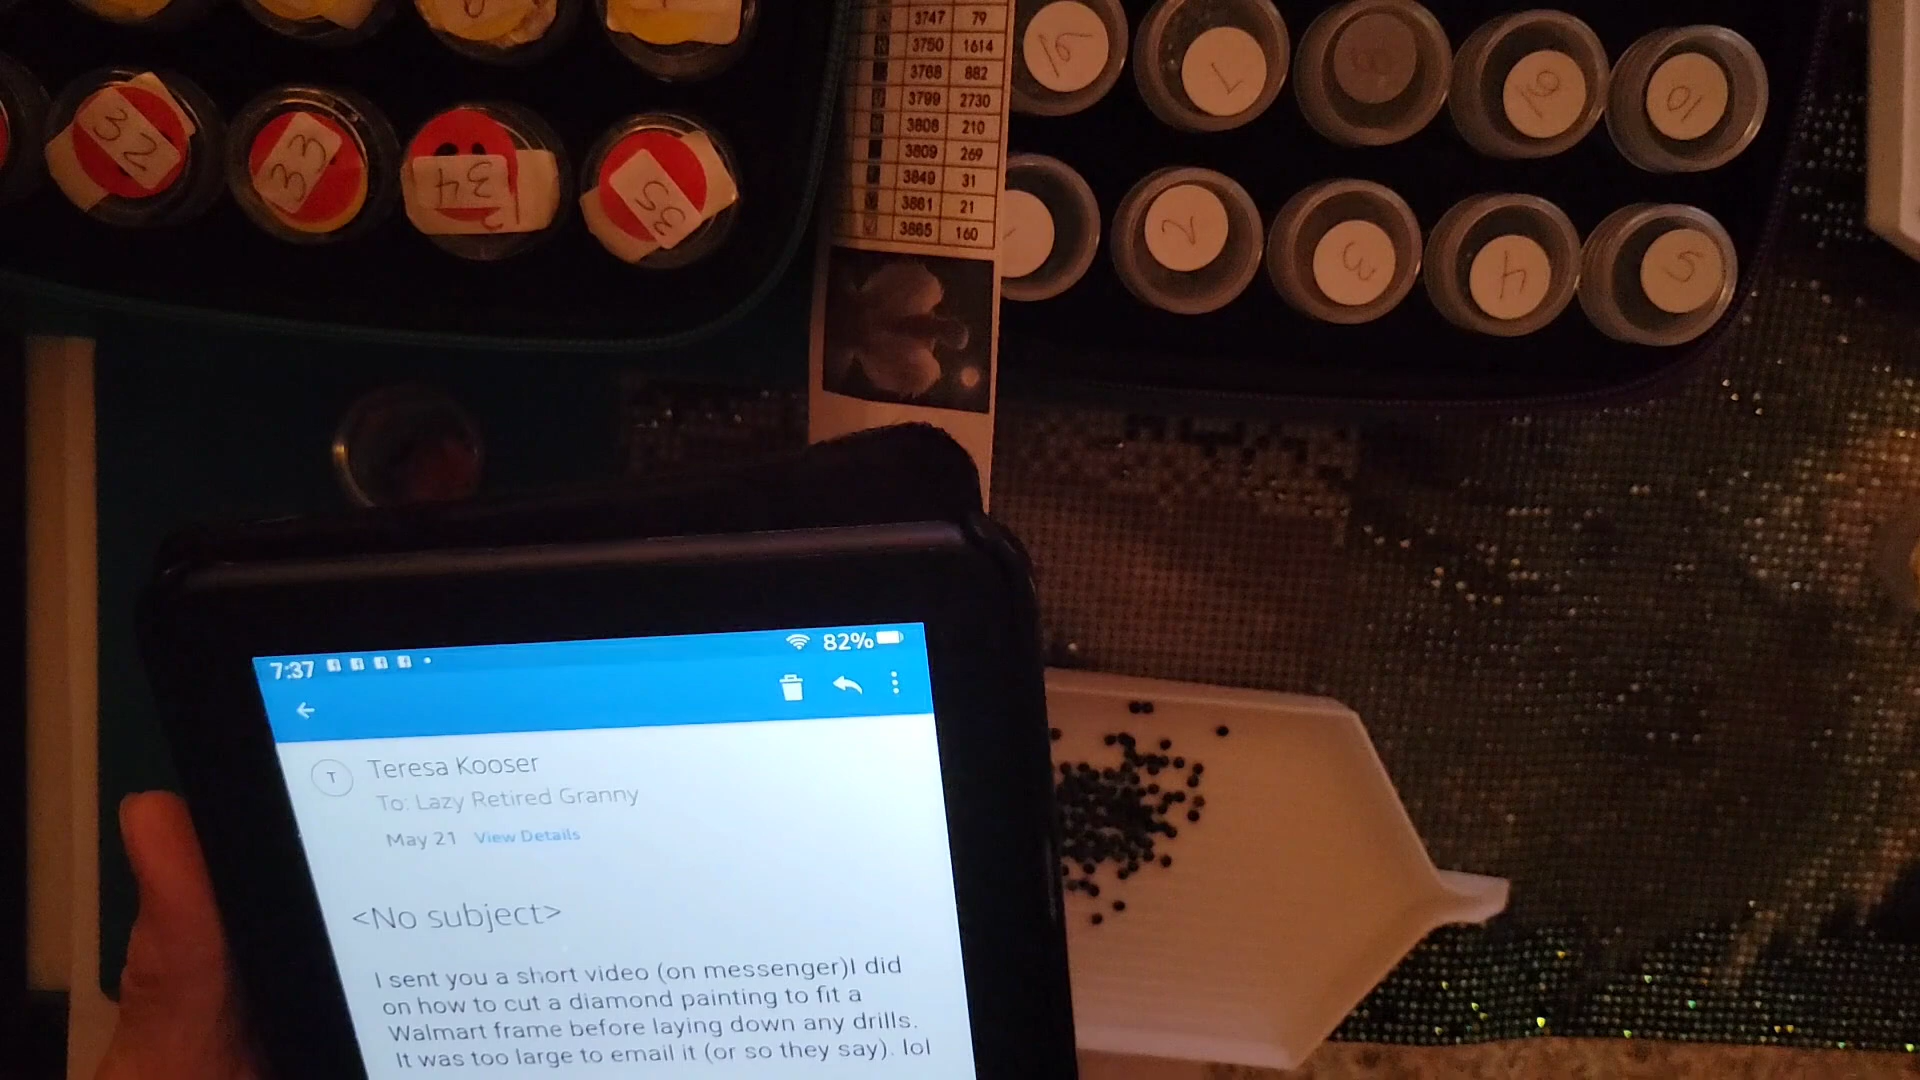 3747 79
3750 1614
3768 882
3799 2730
3808 210
3809 269
3849 31
3861 21
3865 160
32
33
34
35
7
10
1
2
3
4
5
7:37
82%
T
Teresa Kooser
To: Lazy Retired Granny
May 21 View Details
<No subject>
I sent you a short video (on messenger)I did
on how to cut a diamond painting to fit a
Walmart frame before laying down any drills.
It was too large to email it (or so they say). lol